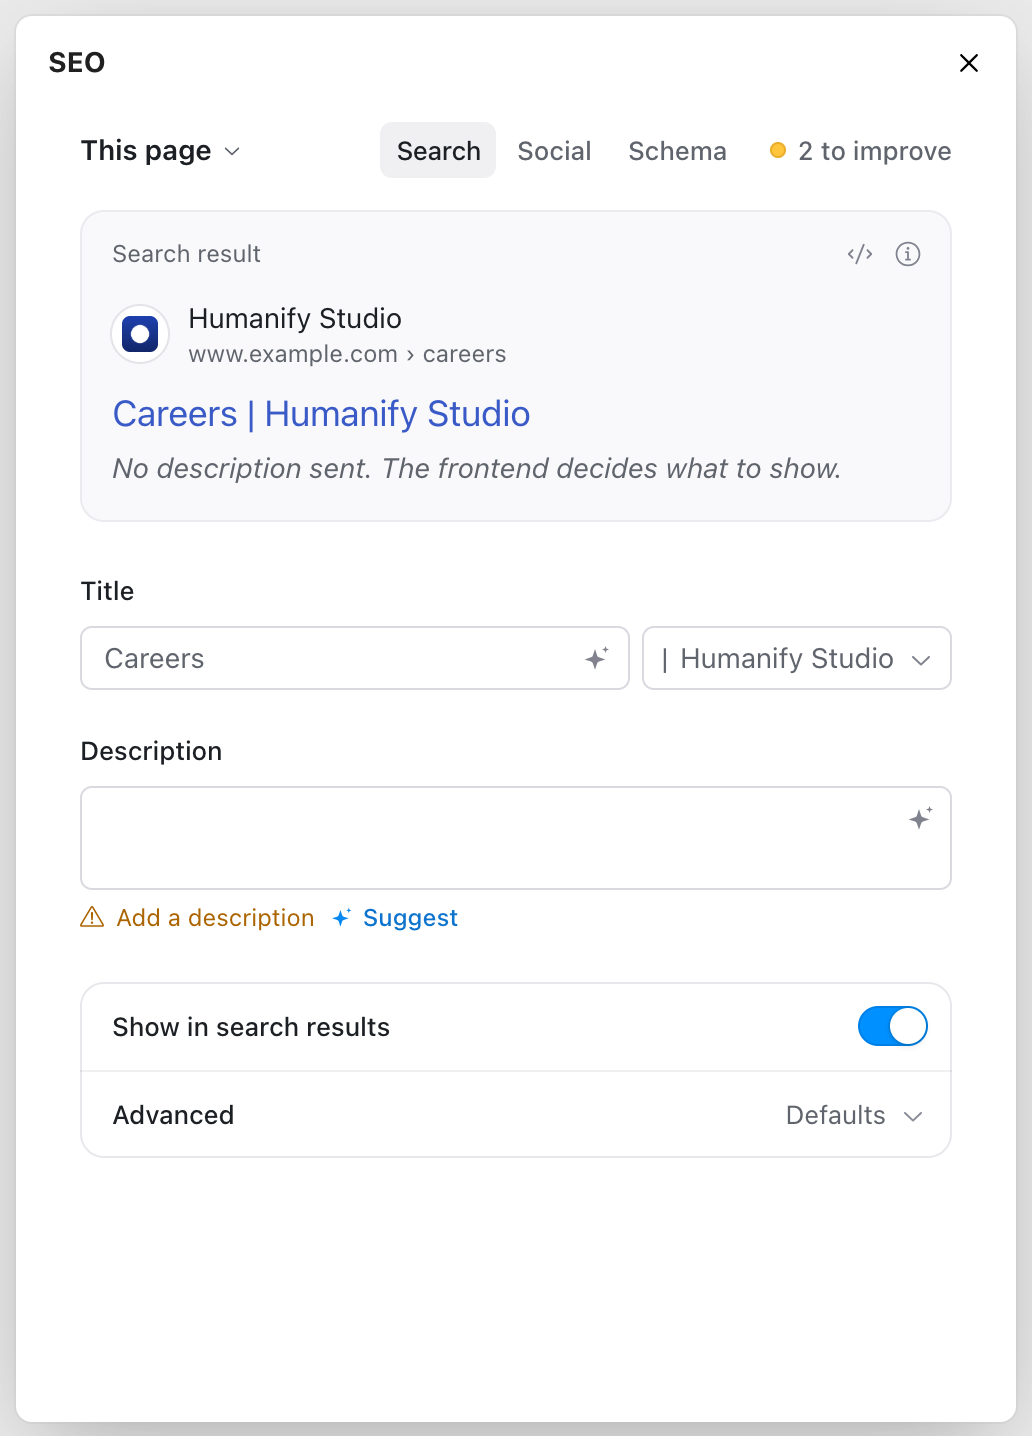 SEO
This page
Search Social Schema 2 to improve
Search result
Humanify Studio
www.example.com › careers
Careers | Humanify Studio
No description sent. The frontend decides what to show.
Title
Careers
| Humanify Studio
Description
Add a description Suggest
Show in search results
Advanced Defaults